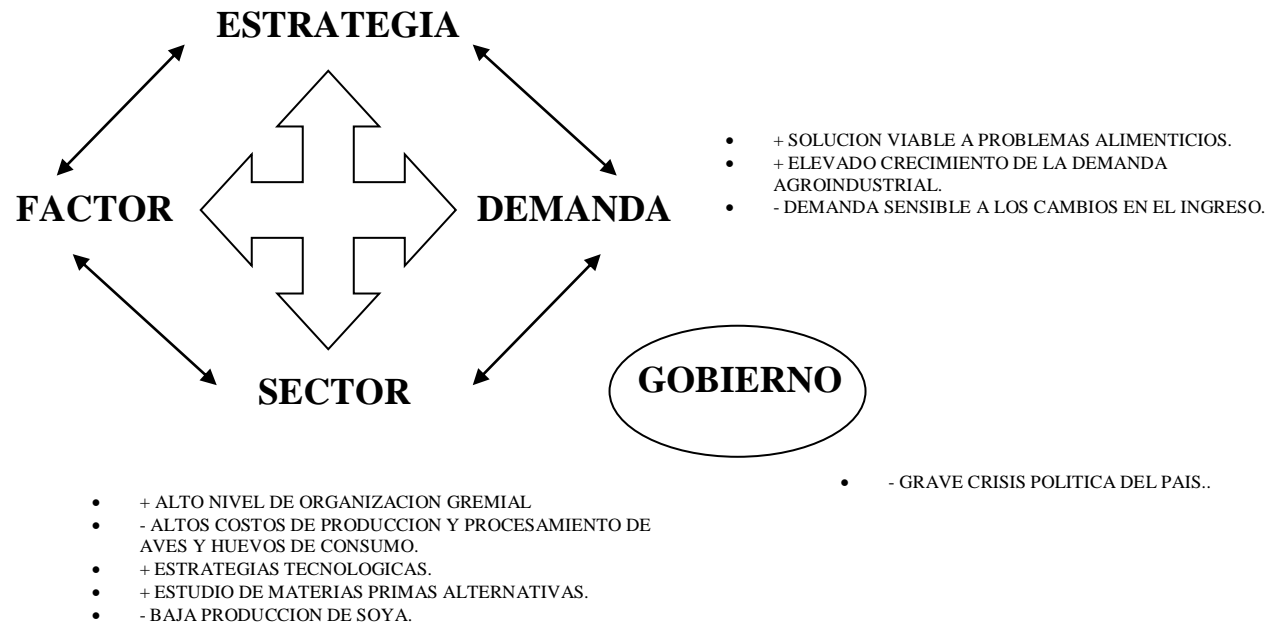 ESTRATEGIA
• + SOLUCION VIABLE A PROBLEMAS ALIMENTICIOS.
• + ELEVADO CRECIMIENTO DE LA DEMANDA
AGROINDUSTRIAL.
• - DEMANDA SENSIBLE A LOS CAMBIOS EN EL INGRESO.
FACTOR
DEMANDA
SECTOR
GOBIERNO
• - GRAVE CRISIS POLITICA DEL PAIS..
• + ALTO NIVEL DE ORGANIZACION GREMIAL
• - ALTOS COSTOS DE PRODUCCION Y PROCESAMIENTO DE
AVES Y HUEVOS DE CONSUMO.
• + ESTRATEGIAS TECNOLOGICAS.
• + ESTUDIO DE MATERIAS PRIMAS ALTERNATIVAS.
• - BAJA PRODUCCION DE SOYA.